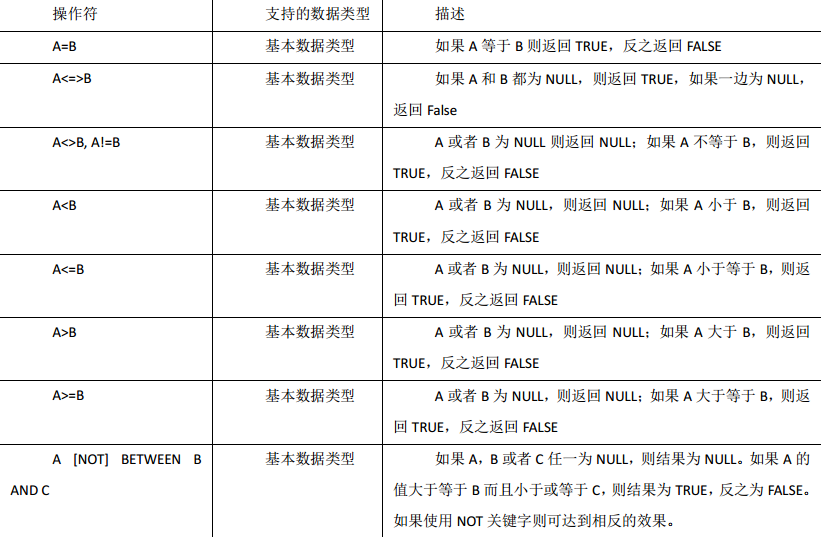 操作符 支持的数据类型 描述
A=B 基本数据类型 如果 A 等于 B 则返回 TRUE，反之返回 FALSE
A<=>B 基本数据类型 如果 A 和 B 都为 NULL，则返回 TRUE，如果一边为 NULL，
返回 False
A<>B, A!=B 基本数据类型 A 或者 B 为 NULL 则返回 NULL；如果 A 不等于 B，则返回
TRUE，反之返回 FALSE
A<B 基本数据类型 A 或者 B 为 NULL，则返回 NULL；如果 A 小于 B，则返回
TRUE，反之返回 FALSE
A<=B 基本数据类型 A 或者 B 为 NULL，则返回 NULL；如果 A 小于等于 B，则返
回 TRUE，反之返回 FALSE
A>B 基本数据类型 A 或者 B 为 NULL，则返回 NULL；如果 A 大于 B，则返回
TRUE，反之返回 FALSE
A>=B 基本数据类型 A 或者 B 为 NULL，则返回 NULL；如果 A 大于等于 B，则返
回 TRUE，反之返回 FALSE
A [NOT] BETWEEN B 基本数据类型 如果 A，B 或者 C 任一为 NULL，则结果为 NULL。如果 A 的
AND C 值大于等于 B 而且小于或等于 C，则结果为 TRUE，反之为 FALSE。
如果使用 NOT 关键字则可达到相反的效果。